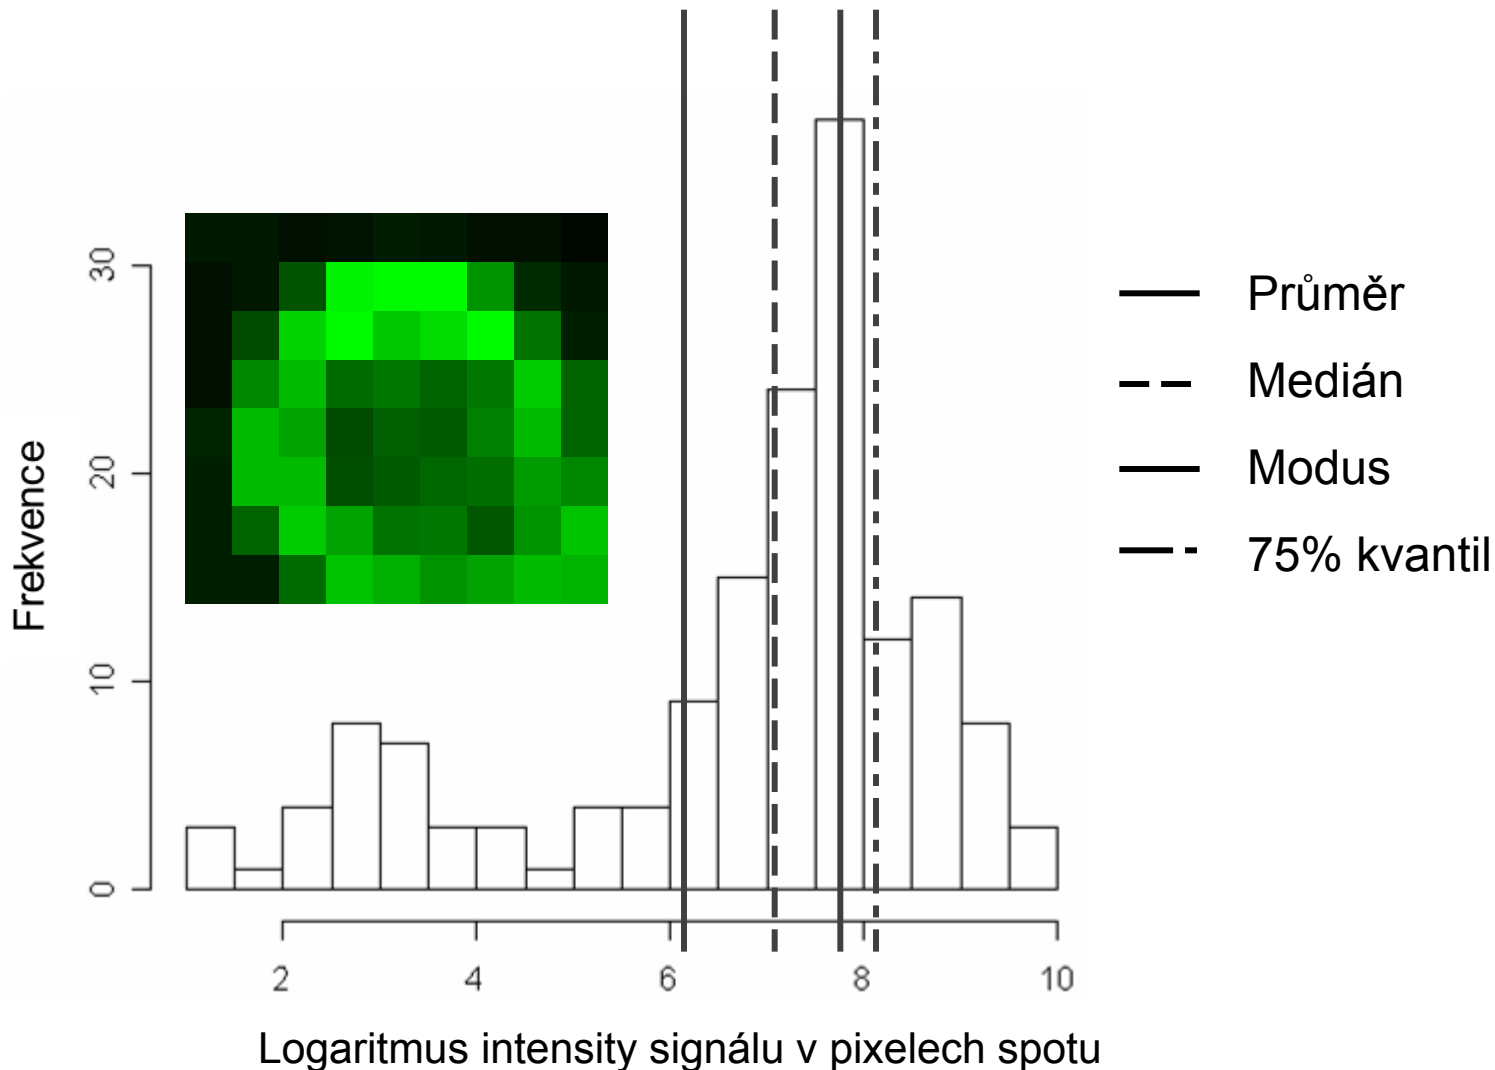 Frekvence
30
20
10
0
2 4 6 8 10
Logaritmus intensity signálu v pixelech spotu
Průměr
Medián
Modus
75% kvantil